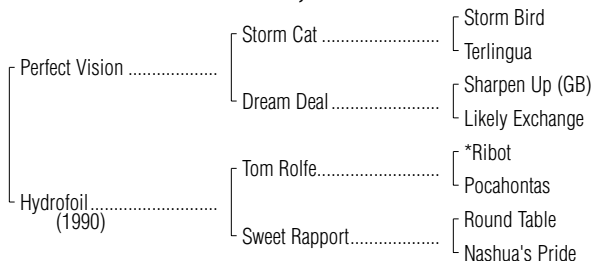 Storm Bird
Storm Cat ......................
Terlingua
Perfect Vision ...................
Sharpen Up (GB)
Dream Deal ........................
Likely Exchange
*Ribot
Tom Rolfe...........................
Pocahontas
Hydrofoil ...........................
(1990)
Round Table
Sweet Rapport....................
Nashua's Pride